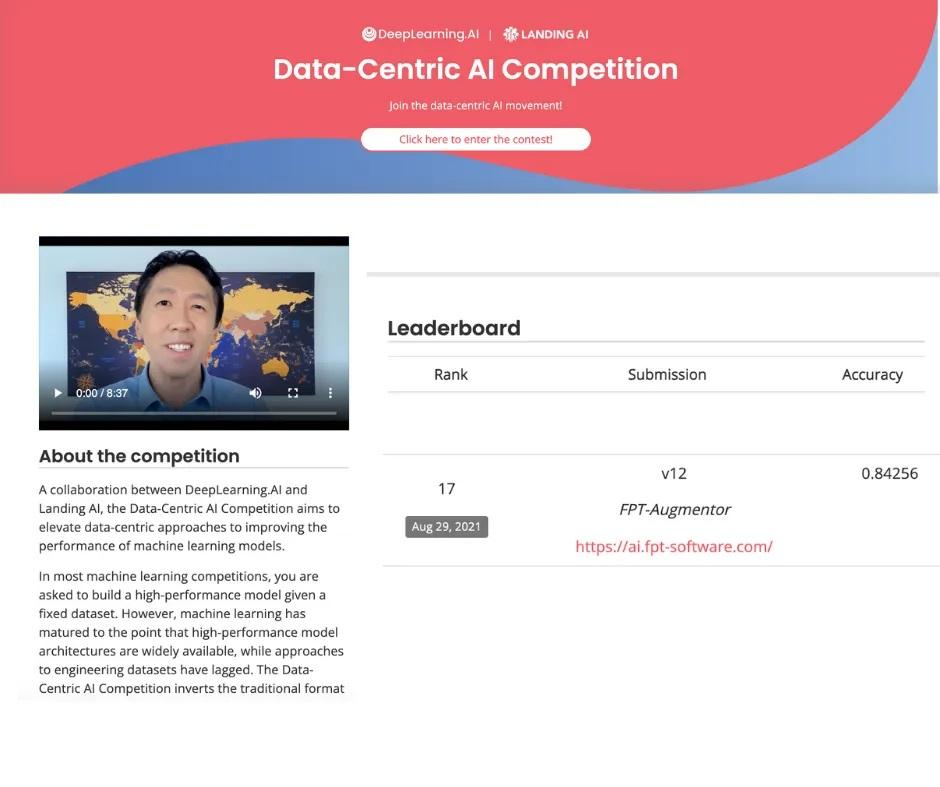 DeepLearning.AI | LANDING AI
Data-Centric AI Competition
Join the data-centric AI movement!
Click here to enter the contest!
0:00 / 8:37
About the competition
A collaboration between DeepLearning.AI and
Landing AI, the Data-Centric AI Competition aims to
elevate data-centric approaches to improving the
performance of machine learning models.
In most machine learning competitions, you are
asked to build a high-performance model given a
fixed dataset. However, machine learning has
matured to the point that high-performance model
architectures are widely available, while approaches
to engineering datasets have lagged. The Data-
Centric AI Competition inverts the traditional format
Leaderboard
Rank Submission Accuracy
17 v12 0.84256
FPT-Augmentor
Aug 29, 2021
https://ai.fpt-software.com/